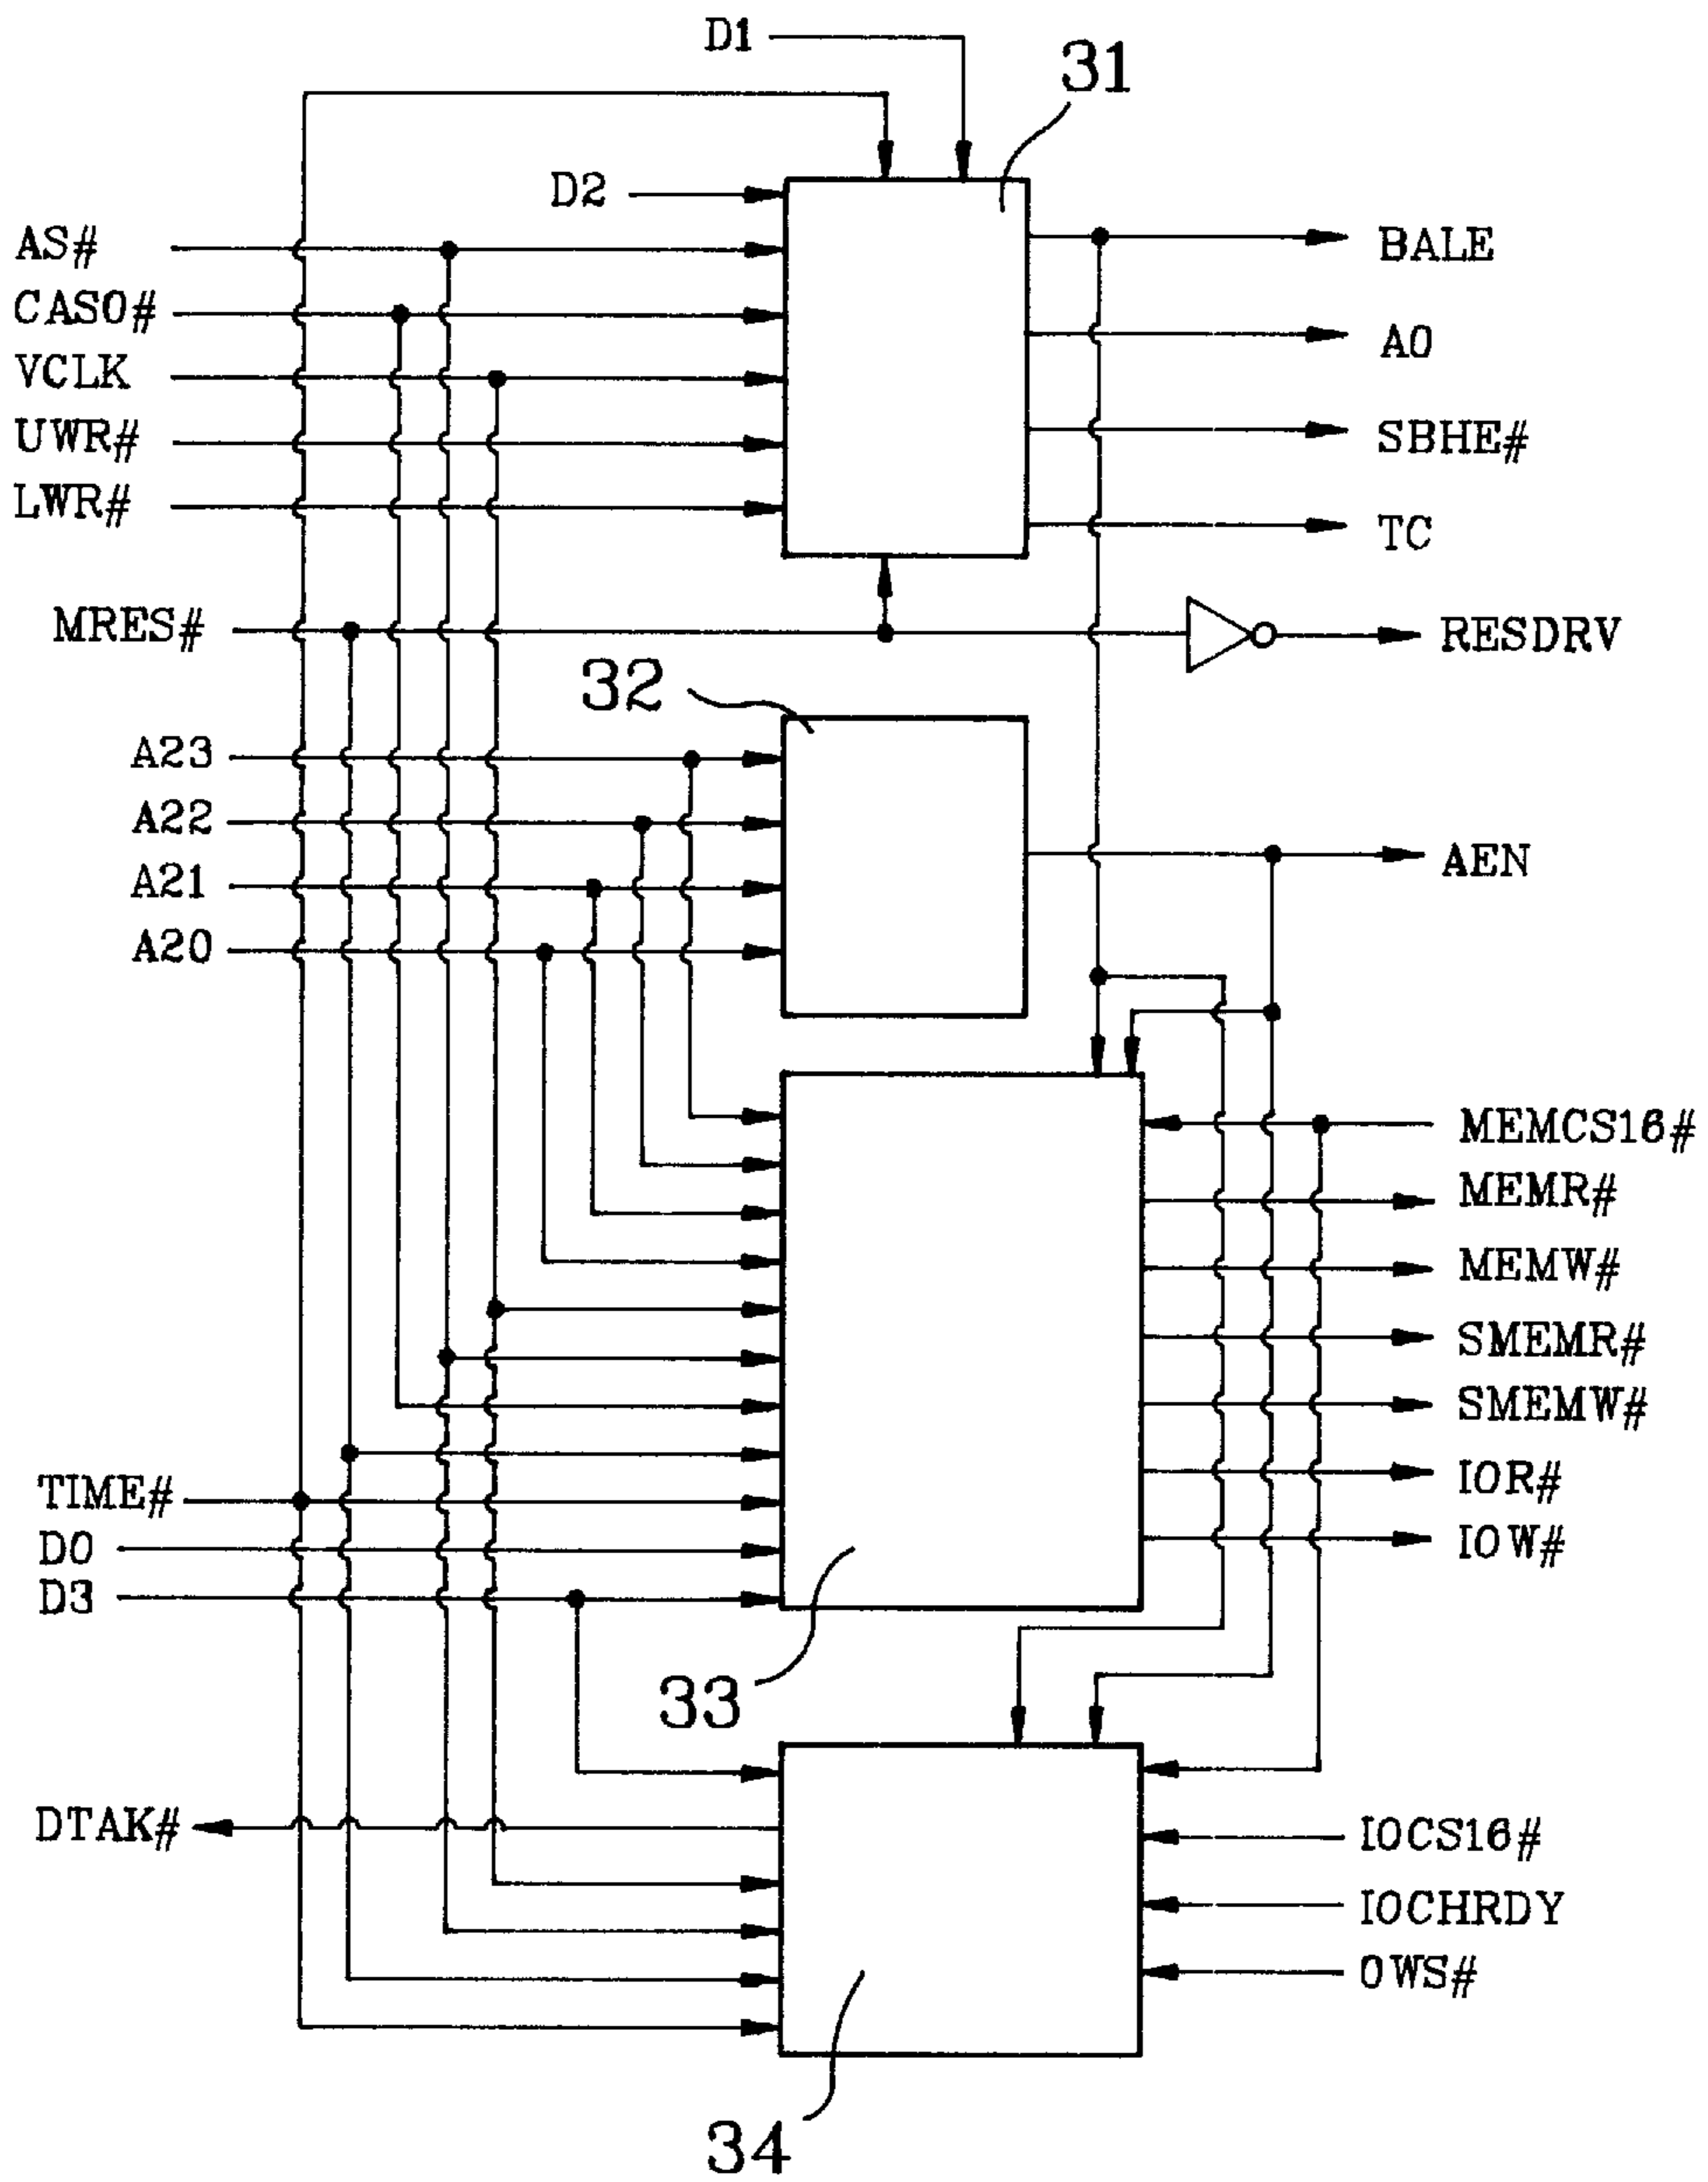 D1
31
D2
AS#
BALE
CAS0#
A0
VCLK
UWR#
SBHE#
LWR#
TC
MRES#
RESDRV
32
A23
A22
A21
AEN
A20
MEMCS16#
MEMR#
MEMW#
SMEMR#
SMEMW#
TIME#
IOR#
D0
IOW#
D3
33
DTAK#
IOCS16#
IOCHRDY
OWS#
34